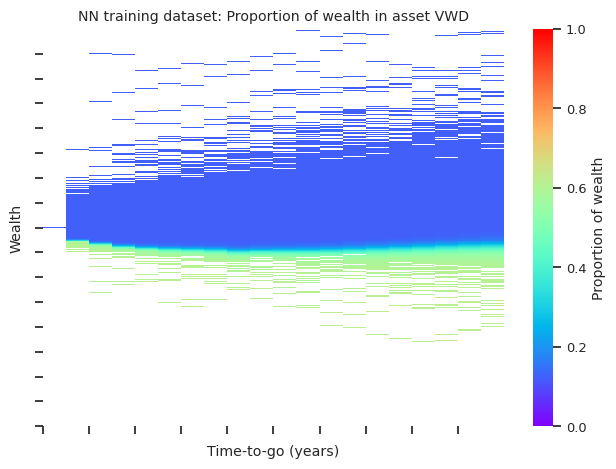 NN training dataset: Proportion of wealth in asset VWD
1.0
0.8
0.6
0.4
0.2
0.0
Wealth
Proportion of wealth
Time-to-go (years)